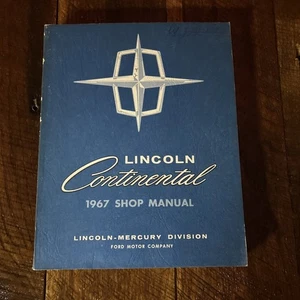 LINCOLN
Continental
1967 SHOP MANUAL
LINCOLN-MERCURY DIVISION
FORD MOTOR COMPANY